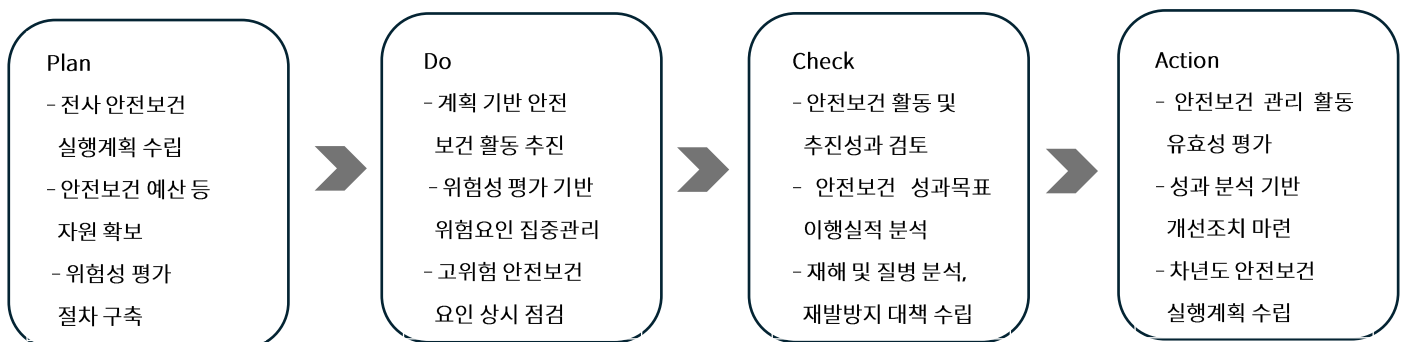 Plan
- 전사 안전보건
실행계획 수립
- 안전보건 예산 등
자원 확보
- 위험성 평가
절차 구축
Do
- 계획 기반 안전
보건 활동 추진
- 위험성 평가 기반
위험요인 집중관리
- 고위험 안전보건
요인 상시 점검
Check
- 안전보건 활동 및
추진성과 검토
- 안전보건 성과목표
이행실적 분석
- 재해 및 질병 분석,
재발방지 대책 수립
Action
- 안전보건 관리 활동
유효성 평가
- 성과 분석 기반
개선조치 마련
- 차년도 안전보건
실행계획 수립